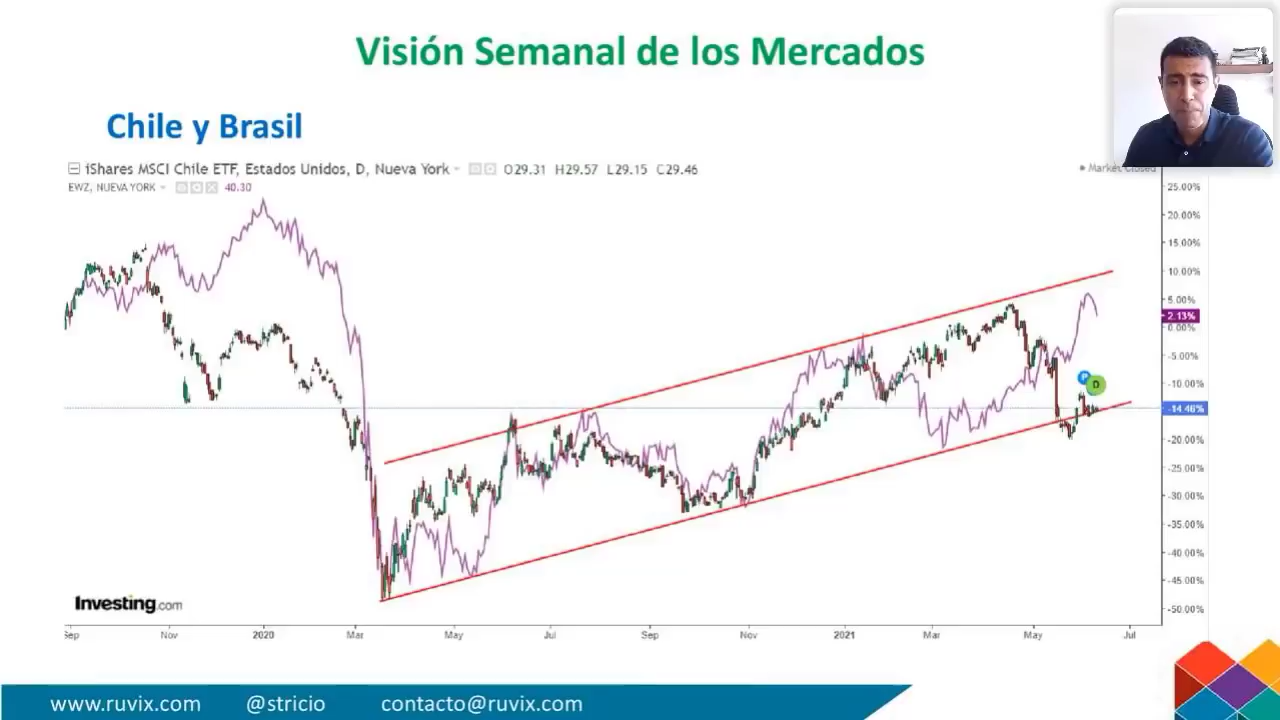 Visión Semanal de los Mercados
Chile y Brasil
iShares MSCI Chile ETF, Estados Unidos, D, Nueva York O29.31 H29.57 L29.15 C29.46
Market Closed
EWZ, NUEVA YORK 40.30
25.00%
20.00%
15.00%
10.00%
5.00%
2.13%
0.00%
-5.00%
-10.00%
P
D
-14.46%
-20.00%
-25.00%
-30.00%
-35.00%
-40.00%
-45.00%
-50.00%
Investing.com
Sep Nov 2020 Mar May Jul Sep Nov 2021 Mar May Jul
www.ruvix.com @stricio contacto@ruvix.com